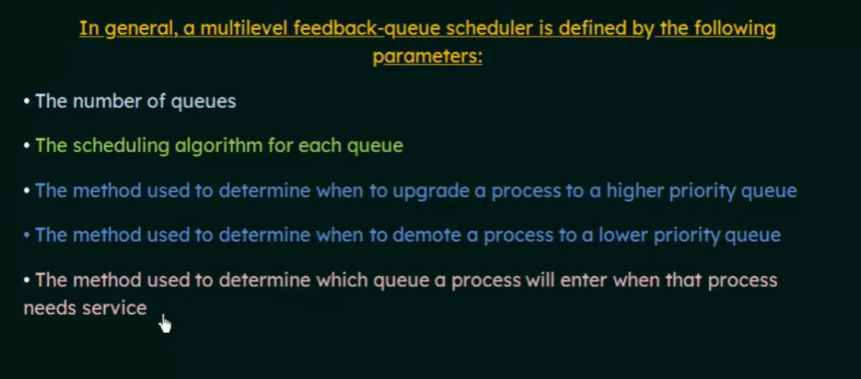 In general, a multilevel feedback-queue scheduler is defined by the following
parameters:
• The number of queues
• The scheduling algorithm for each queue
• The method used to determine when to upgrade a process to a higher priority queue
• The method used to determine when to demote a process to a lower priority queue
• The method used to determine which queue a process will enter when that process
needs service